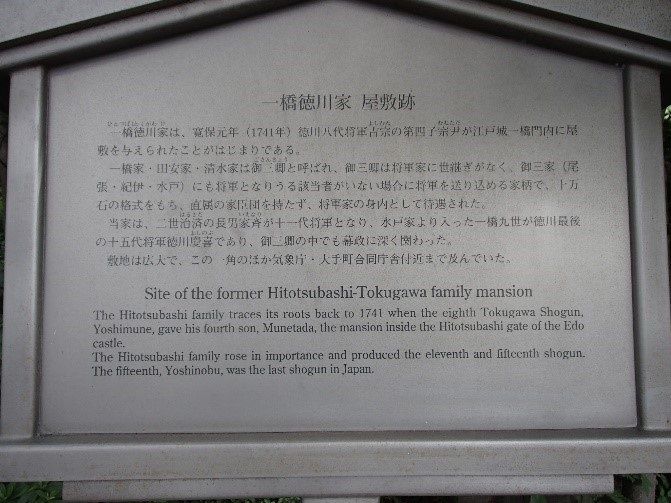 一橋徳川家 屋敷跡
一橋徳川家は、寛保元年（1741年）徳川八代将軍吉宗の第四子宗尹が江戸城一橋門内に屋
敷を与えられたことがはじまりである。
一橋家・田安家・清水家は御三卿と呼ばれ、御三卿は将軍家に世継ぎがなく、御三家（尾
張・紀伊・水戸）にも将軍となりうる該当者がいない場合に将軍を送り込める家柄で、十万
石の格式をもち、直属の家臣団を持たず、将軍家の身内として待遇された。
当家は、二世治済の長男家斉が十一代将軍となり、水戸家より入った一橋九世が徳川最後
の十五代将軍徳川慶喜であり、御三卿の中でも幕政に深く関わった。
敷地は広大で、この一角のほか気象庁・大手町合同庁舎付近まで及んでいた。
Site of the former Hitotsubashi-Tokugawa family mansion
The Hitotsubashi family traces its roots back to 1741 when the eighth Tokugawa Shogun,
Yoshimune, gave his fourth son, Munetada, the mansion inside the Hitotsubashi gate of the Edo
castle.
The Hitotsubashi family rose in importance and produced the eleventh and fifteenth shogun.
The fifteenth, Yoshinobu, was the last shogun in Japan.